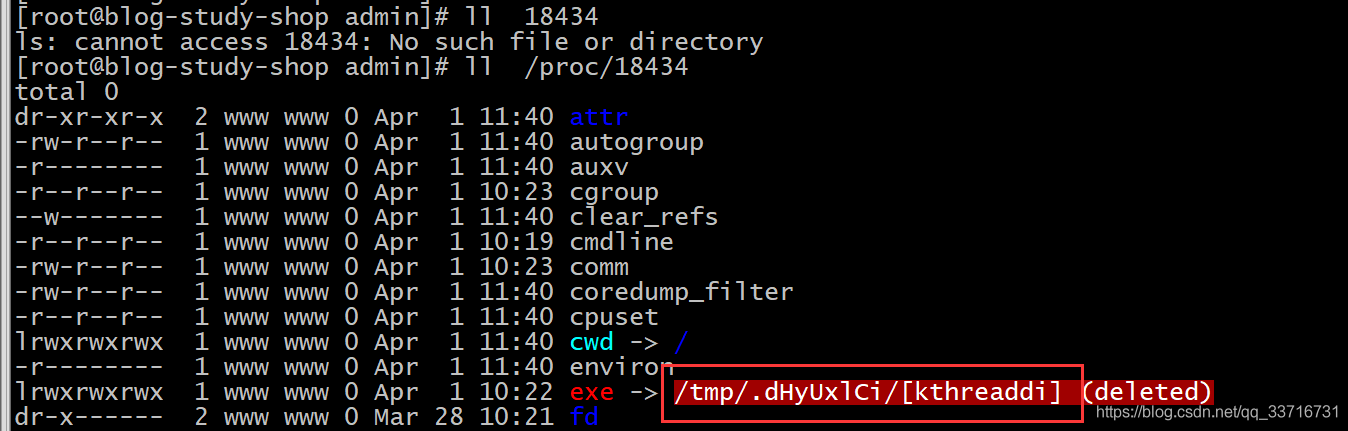 [root@blog-study-shop admin]# ll  18434
ls: cannot access 18434: No such file or directory
[root@blog-study-shop admin]# ll  /proc/18434
total 0
dr-xr-xr-x  2 www www 0 Apr  1 11:40 attr
-rw-r--r--  1 www www 0 Apr  1 11:40 autogroup
-r--------  1 www www 0 Apr  1 11:40 auxv
-r--r--r--  1 www www 0 Apr  1 10:23 cgroup
--w-------  1 www www 0 Apr  1 11:40 clear_refs
-r--r--r--  1 www www 0 Apr  1 10:19 cmdline
-rw-r--r--  1 www www 0 Apr  1 10:23 comm
-rw-r--r--  1 www www 0 Apr  1 11:40 coredump_filter
-r--r--r--  1 www www 0 Apr  1 11:40 cpuset
lrwxrwxrwx  1 www www 0 Apr  1 11:40 cwd -> /
-r--------  1 www www 0 Apr  1 11:40 environ
lrwxrwxrwx  1 www www 0 Apr  1 10:22 exe -> /tmp/.dHyUxlCi/[kthreaddi] (deleted)
dr-x------  2 www www 0 Mar 28 10:21 fd
https://blog.csdn.net/qq_33716731